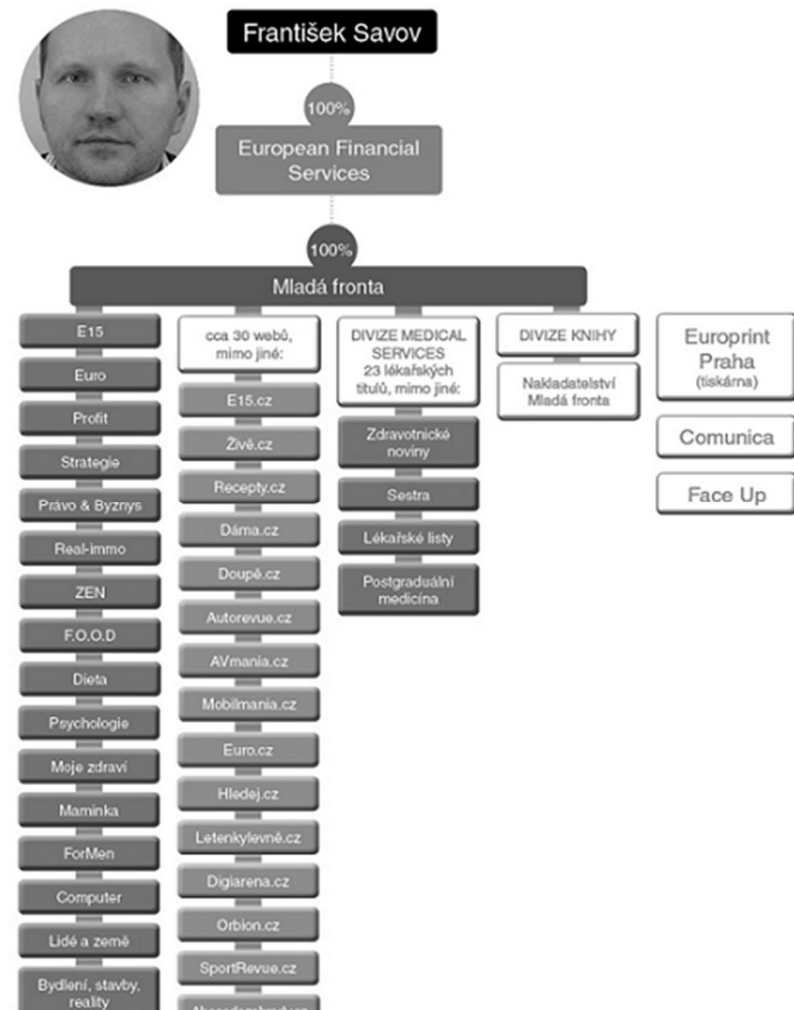 František Savov
100%
European Financial
Services
100%
Mladá fronta
E15
Euro
Profit
Strategie
Právo & Byznys
Real-immo
ZEN
F.O.O.D
Dieta
Psychologie
Moje zdraví
Maminka
ForMen
Computer
Lidé a země
Bydlení, stavby,
reality
cca 30 webů,
mimo jiné:
E15.cz
Živě.cz
Recepty.cz
Dáma.cz
Doupě.cz
Autorevue.cz
AVmania.cz
Mobilmania.cz
Euro.cz
Hledej.cz
Letenkylevně.cz
Digiarena.cz
Orbion.cz
SportRevue.cz
DIVIZE MEDICAL
SERVICES
23 lékařských
titulů, mimo jiné:
Zdravotnické
noviny
Sestra
Lékařské listy
Postgraduální
medicína
DIVIZE KNIHY
Nakladatelství
Mladá fronta
Europrint
Praha
(tiskárna)
Comunica
Face Up